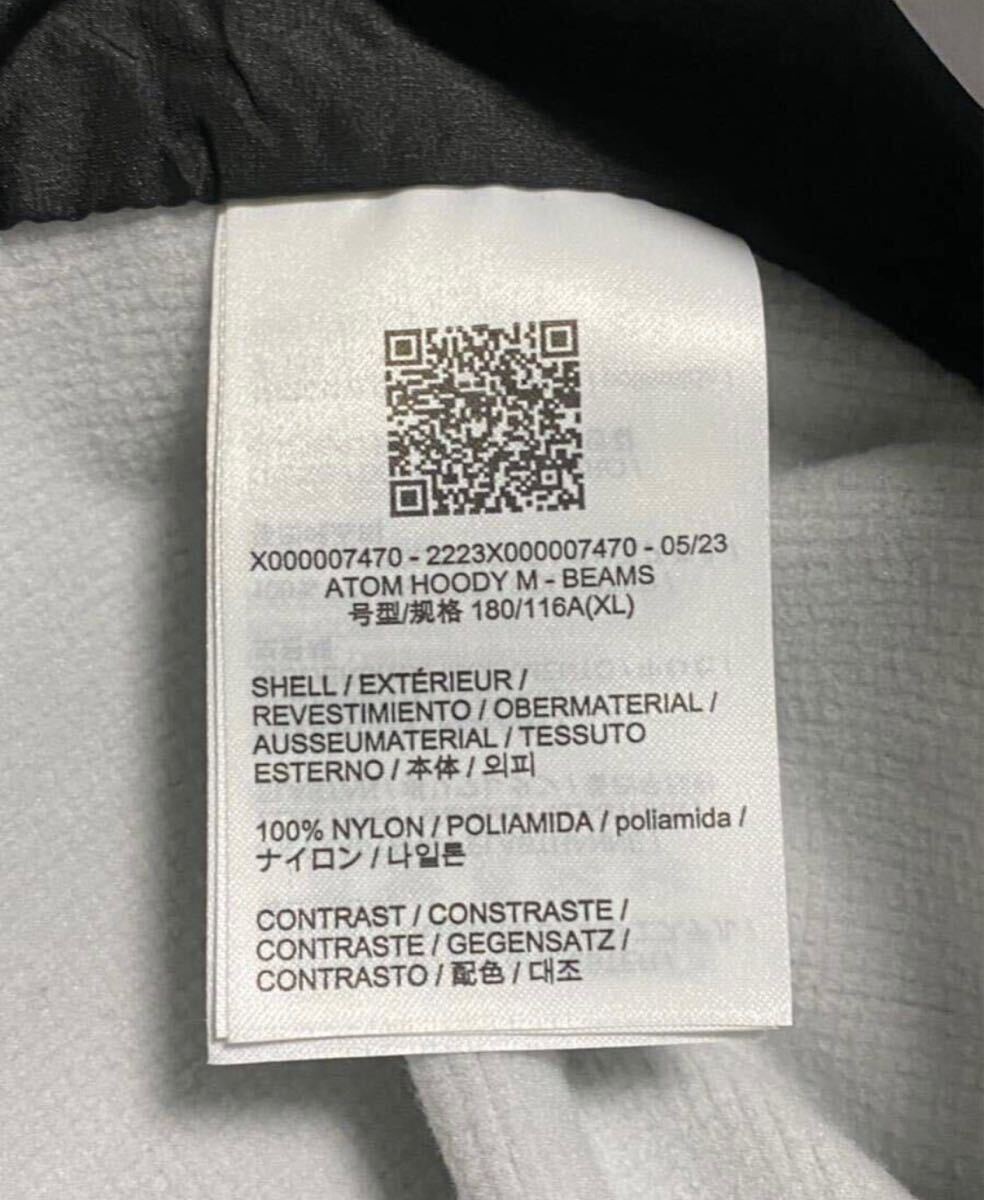 X000007470 - 2223X000007470 - 05/23
ATOM HOODY M - BEAMS
号型/规格 180/116A(XL)
SHELL / EXTÉRIEUR /
REVESTIMIENTO / OBERMATERIAL /
AUSSEUMATERIAL / TESSUTO
ESTERNO / 本体 / 외피
100% NYLON / POLIAMIDA / poliamida /
ナイロン / 나일론
CONTRAST / CONSTRASTE /
CONTRASTE / GEGENSATZ /
CONTRASTO / 配色 / 대조